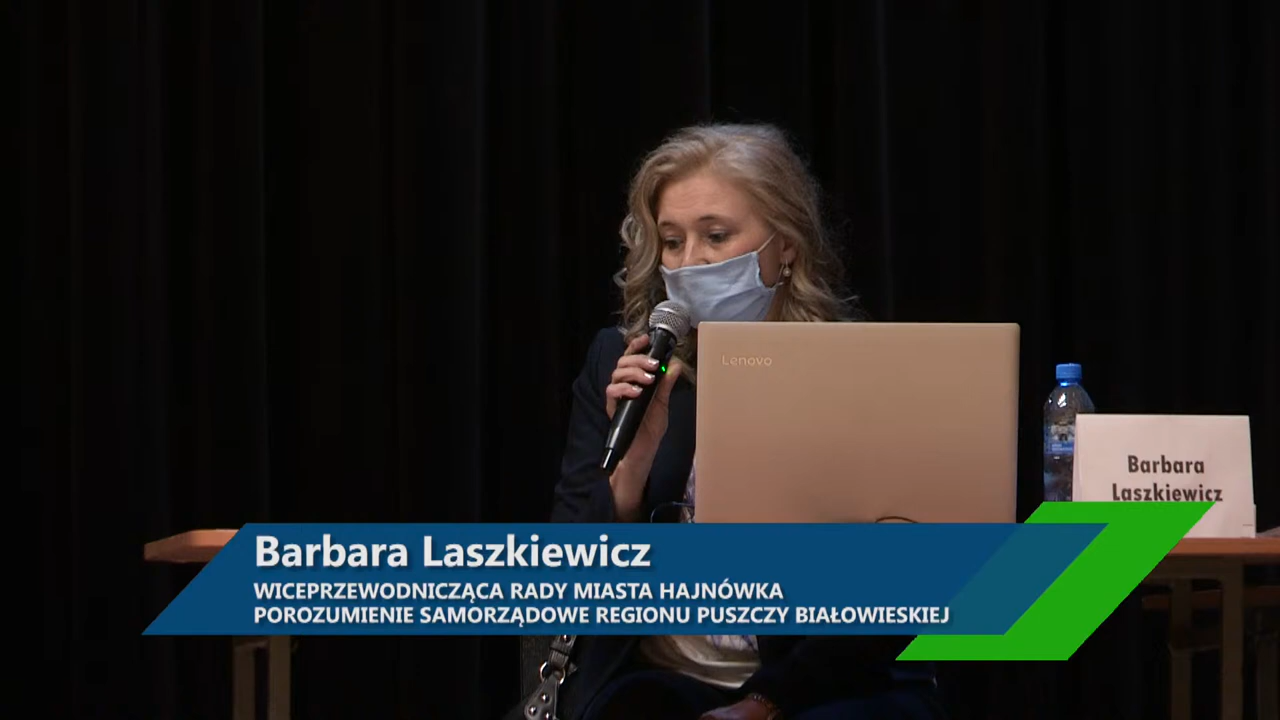 Lenovo
Barbara
Laszkiewicz
Barbara Laszkiewicz
WICEPRZEWODNICZĄCA RADY MIASTA HAJNÓWKA
POROZUMIENIE SAMORZĄDOWE REGIONU PUSZCZY BIAŁOWIESKIEJ